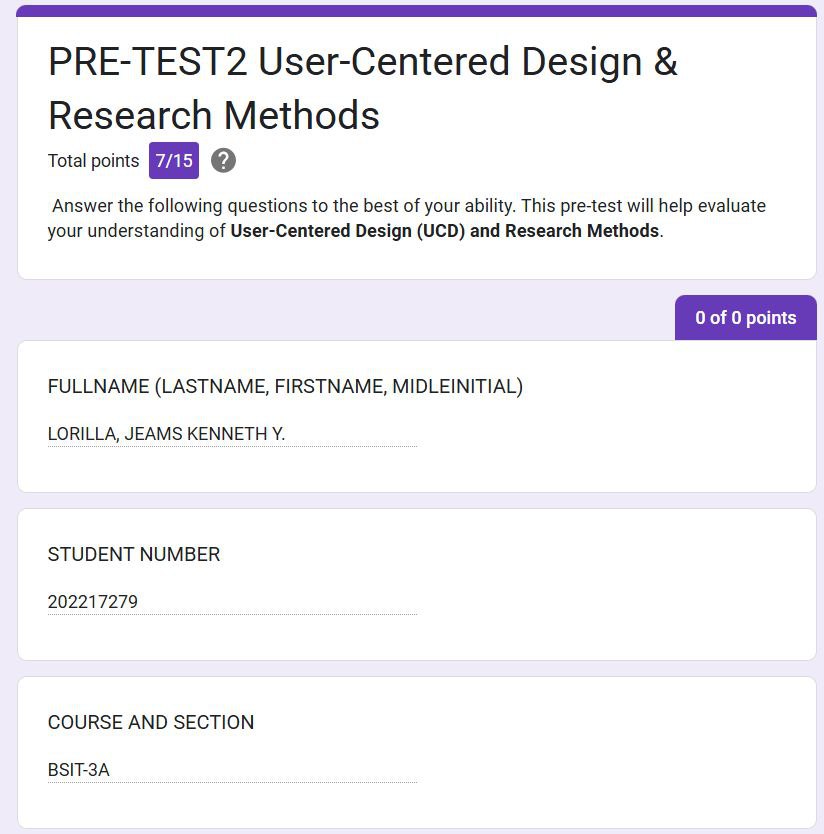 PRE-TEST2 User-Centered Design &
Research Methods
Total points 7/15 ?
Answer the following questions to the best of your ability. This pre-test will help evaluate
your understanding of User-Centered Design (UCD) and Research Methods.
0 of 0 points
FULLNAME (LASTNAME, FIRSTNAME, MIDLEINITIAL)
LORILLA, JEAMS KENNETH Y.
STUDENT NUMBER
202217279
COURSE AND SECTION
BSIT-3A